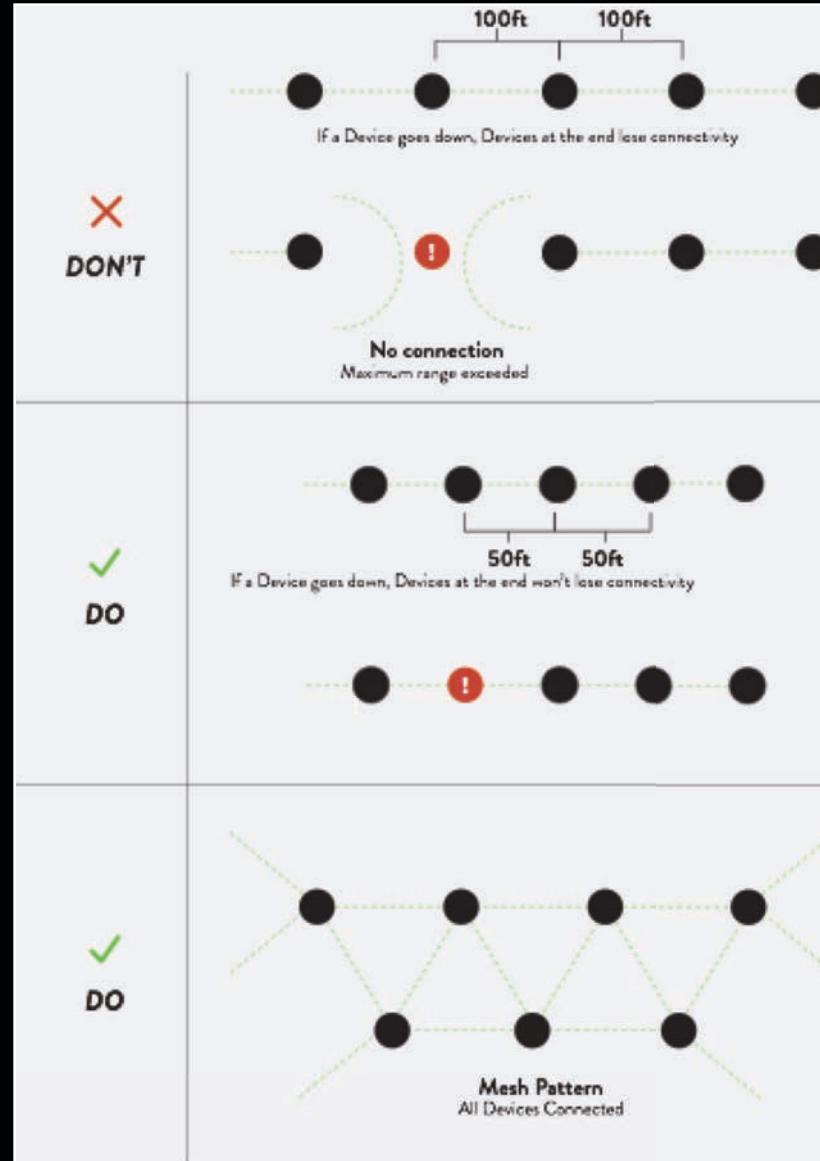 100ft 100ft
If a Device goes down, Devices at the end lose connectivity
DON'T
!
No connection
Maximum range exceeded
50ft 50ft
If a Device goes down, Devices at the end won't lose connectivity
DO
!
DO
Mesh Pattern
All Devices Connected